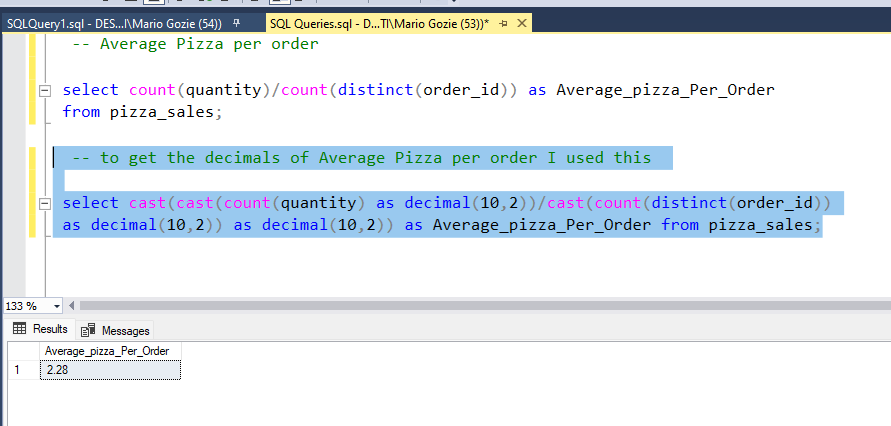 SQLQuery1.sql - DES...I\Mario Gozie (54))
SQL Queries.sql - D...TI\Mario Gozie (53))*
-- Average Pizza per order
select count(quantity)/count(distinct(order_id)) as Average_pizza_Per_Order
from pizza_sales;
-- to get the decimals of Average Pizza per order I used this
select cast(cast(count(quantity) as decimal(10,2))/cast(count(distinct(order_id))
as decimal(10,2)) as decimal(10,2)) as Average_pizza_Per_Order from pizza_sales;
133 %
Results Messages
Average_pizza_Per_Order
1 2.28